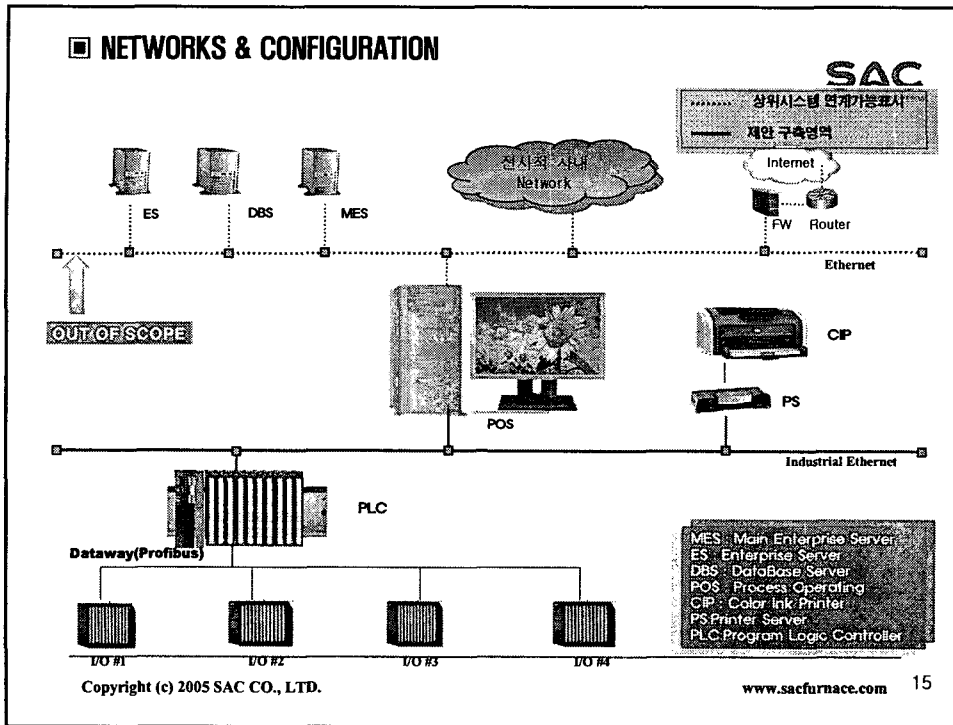 NETWORKS & CONFIGURATION
SAC
상위시스템 연계가능표시
제안 구축영역
전사적 사내
Network
Internet
ES
DBS
MES
FW
Router
Ethernet
OUT OF SCOPE
CIP
PS
POS
Industrial Ethernet
PLC
Dataway(Profibus)
MES : Main Enterprise Server
ES : Enterprise Server
DBS : DataBase Server
POS : Process Operating
CIP : Color Ink Printer
PS:Printer Server
PLC:Program Logic Controller
I/O #1
I/O #2
I/O #3
I/O #4
Copyright (c) 2005 SAC CO., LTD.
www.sacfurnace.com
15